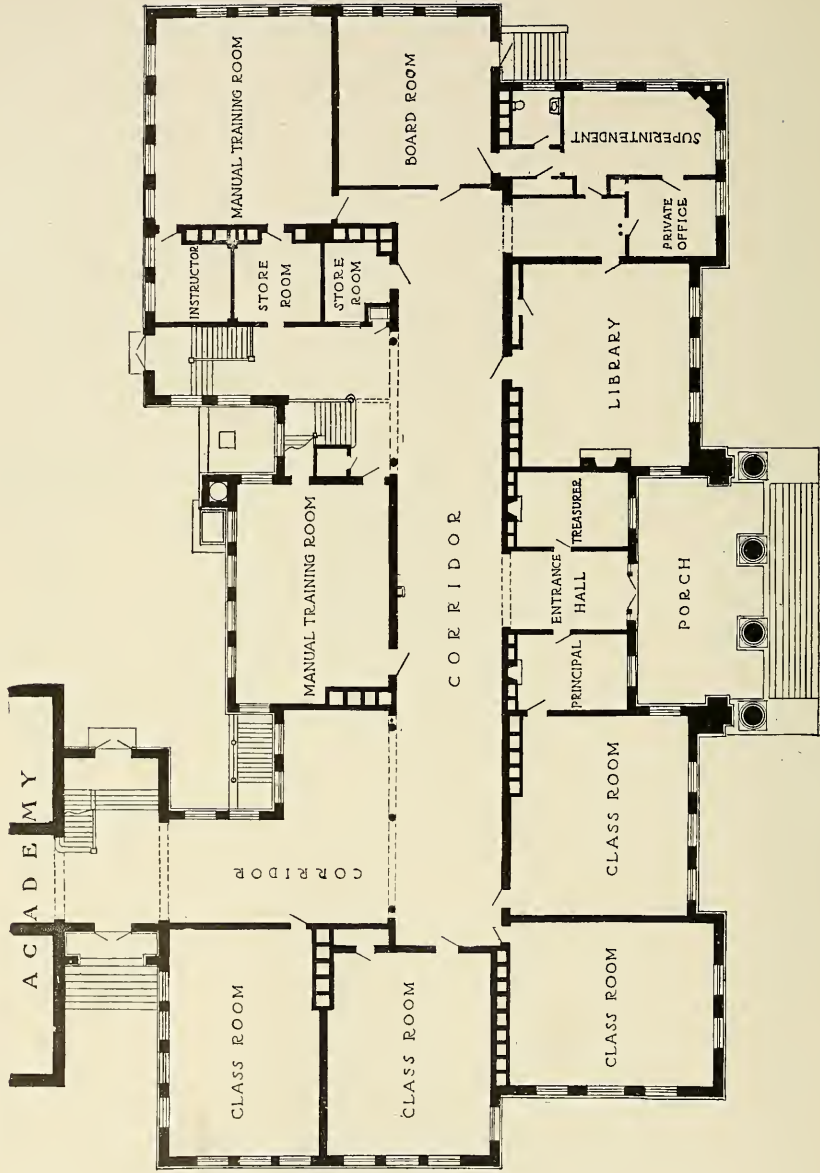 MANUAL TRAINING ROOM
BOARD ROOM
SUPERINTENDENT
PRIVATE
OFFICE
INSTRUCTOR
STORE
ROOM
STORE
ROOM
LIBRARY
TREASURER
ENTRANCE
HALL
PORCH
PRINCIPAL
MANUAL TRAINING ROOM
CORRIDOR
ACADEMY
CORRIDOR
CLASS ROOM
CLASS ROOM
CLASS ROOM
CLASS ROOM